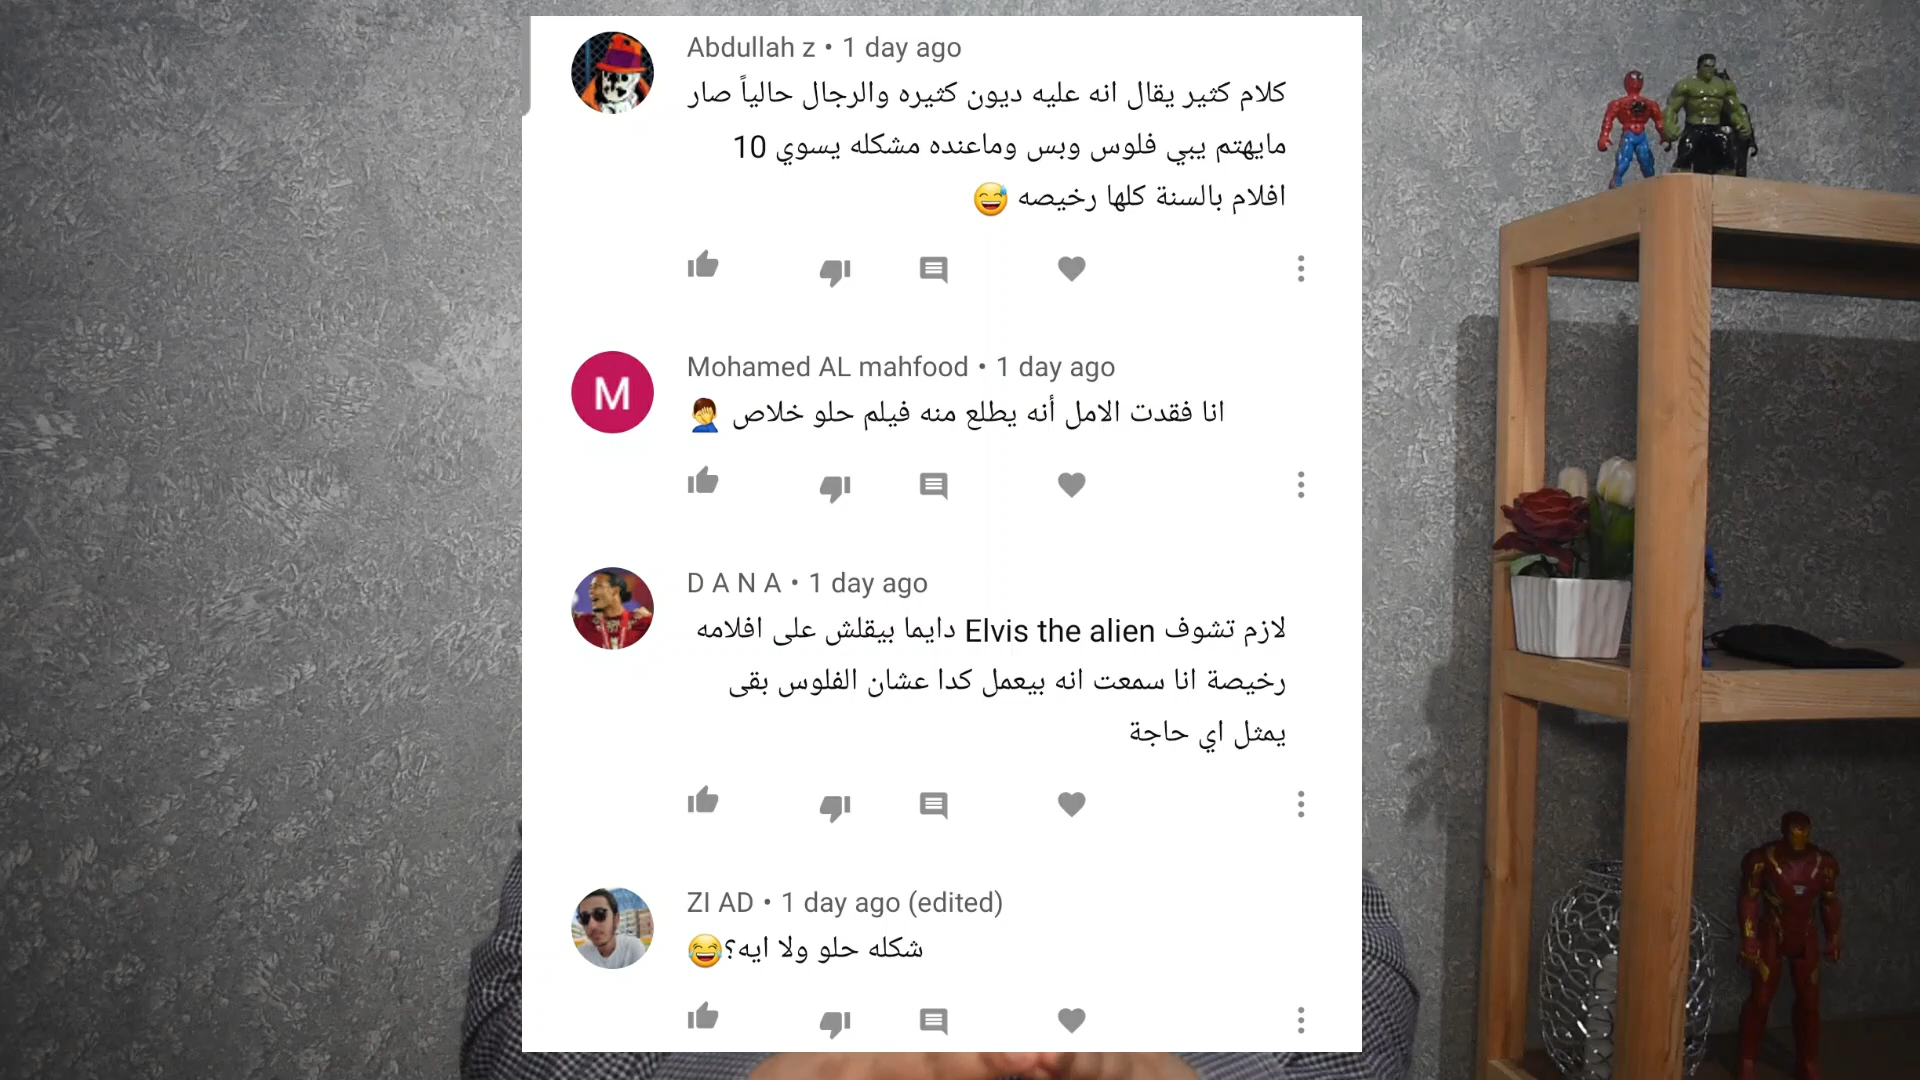 Abdullah z • 1 day ago
كلام كثير يقال انه عليه ديون كثيره والرجال حالياً صار
مايهتم يبي فلوس وبس وماعنده مشكله يسوي 10
افلام بالسنة كلها رخيصه 😅
M
Mohamed AL mahfood • 1 day ago
انا فقدت الامل أنه يطلع منه فيلم حلو خلاص 🤦‍♂️
D A N A • 1 day ago
لازم تشوف Elvis the alien دايما بيقلش على افلامه
رخيصة انا سمعت انه بيعمل كدا عشان الفلوس بقى
يمثل اي حاجة
ZI AD • 1 day ago (edited)
شكله حلو ولا ايه؟😂